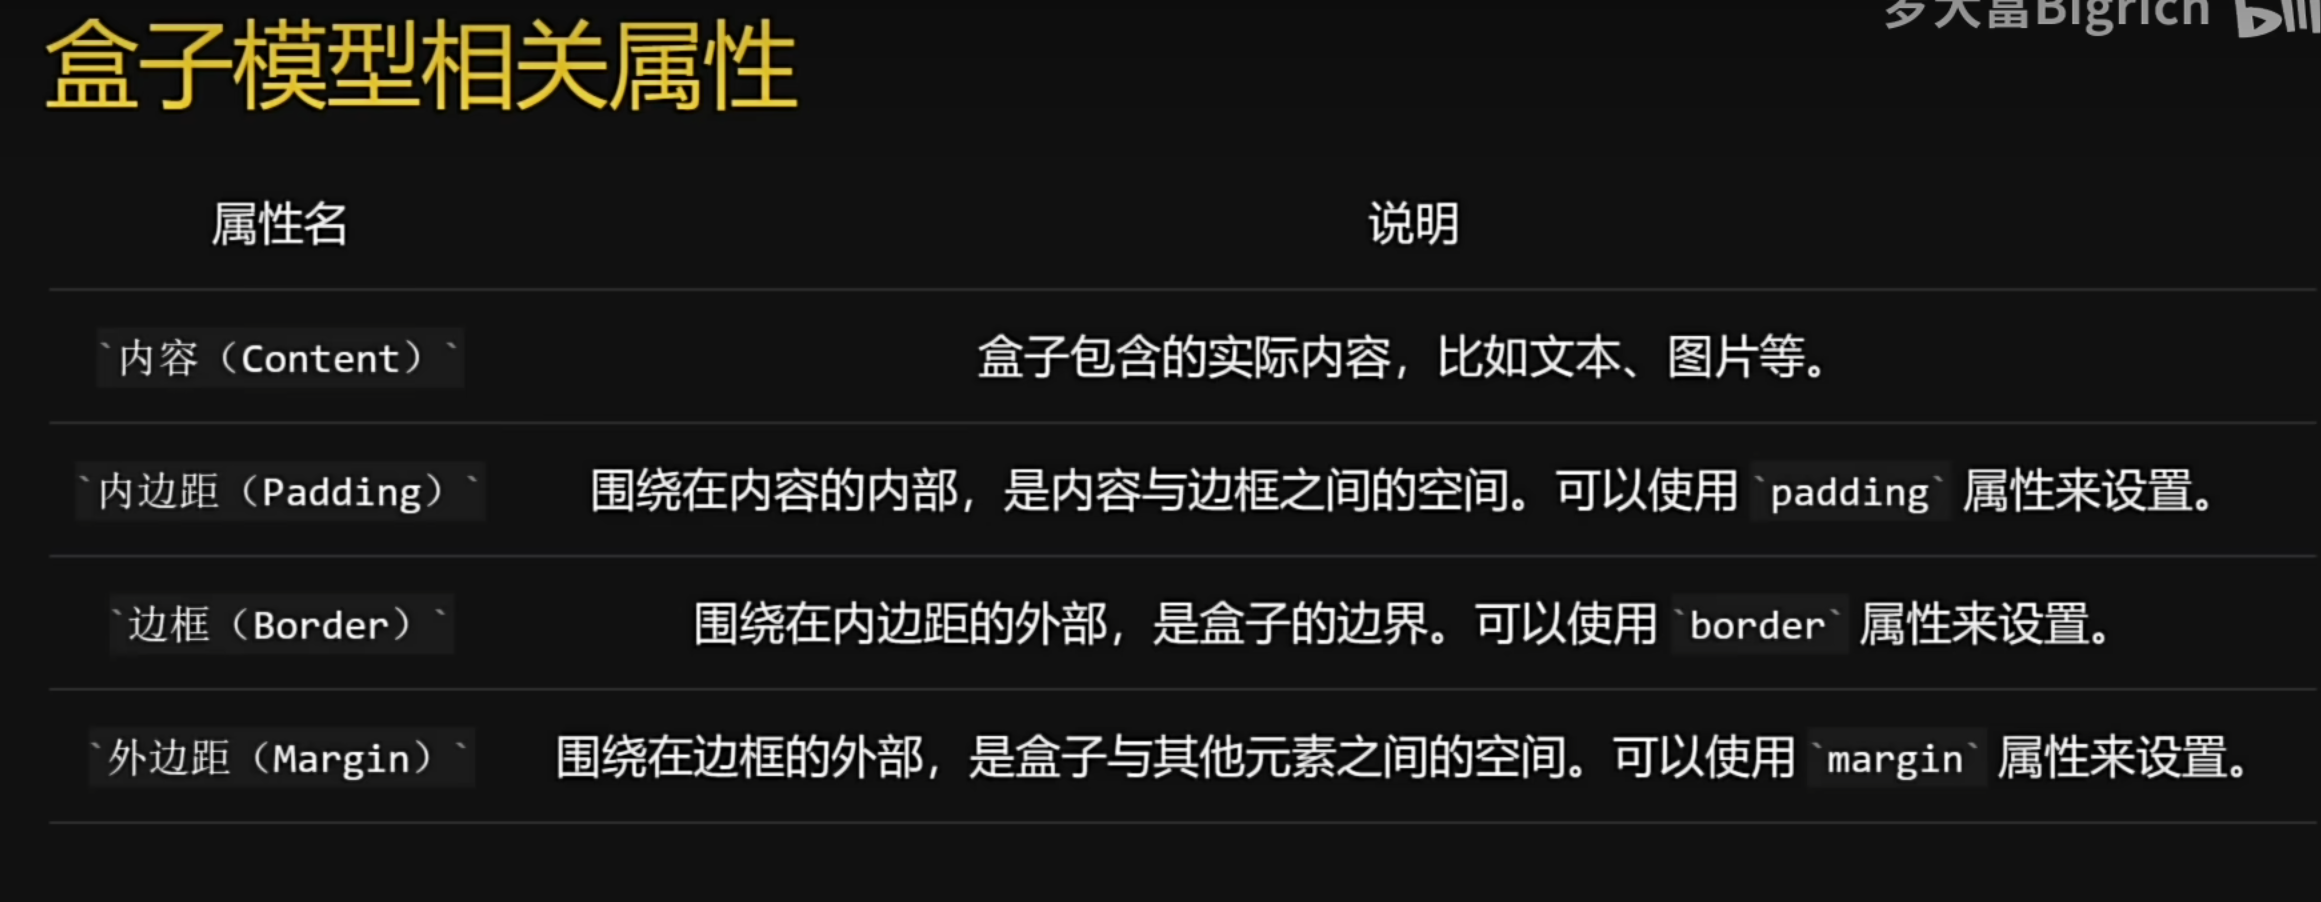 罗大富Bigrich
盒子模型相关属性
属性名 说明
`内容（Content）` 盒子包含的实际内容，比如文本、图片等。
`内边距（Padding）` 围绕在内容的内部，是内容与边框之间的空间。可以使用 `padding` 属性来设置。
`边框（Border）` 围绕在内边距的外部，是盒子的边界。可以使用 `border` 属性来设置。
`外边距（Margin）` 围绕在边框的外部，是盒子与其他元素之间的空间。可以使用 `margin` 属性来设置。